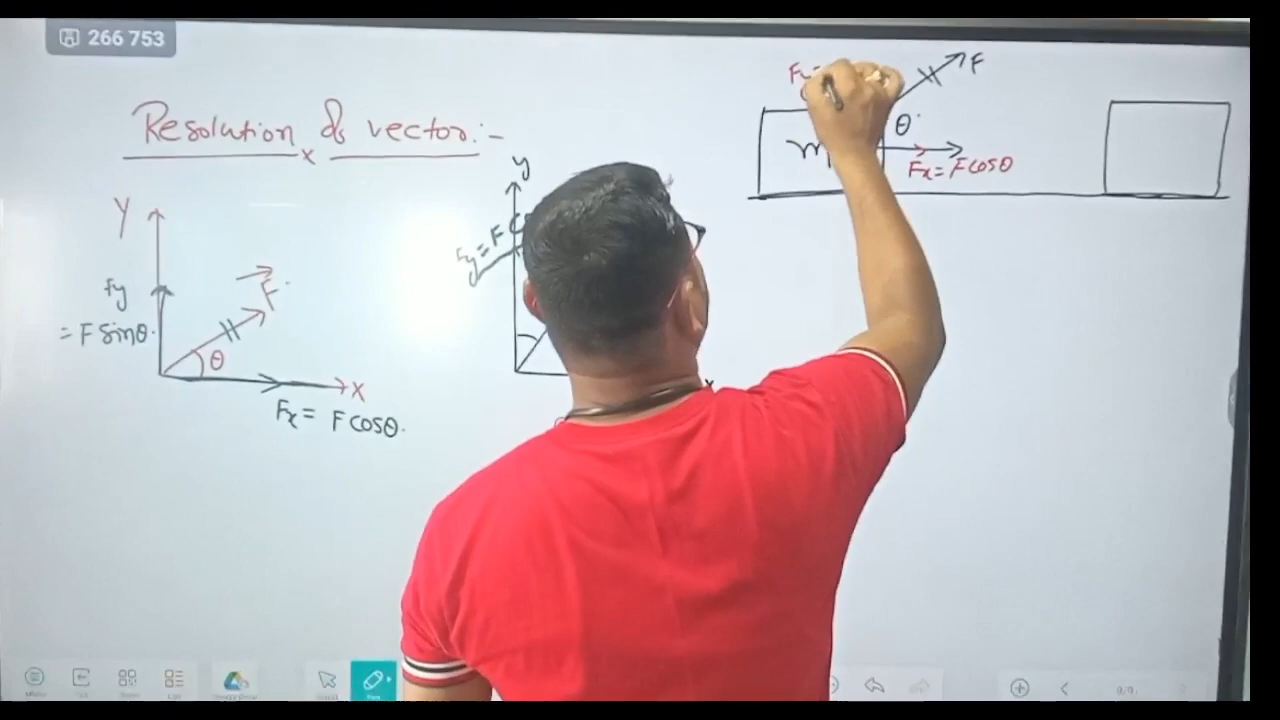 266 753
Resolution of vector:-
Y
Fy
= F sinθ.
F
θ
x
Fx = F cosθ.
y
Fy = F
F
θ
m
Fx = F cosθ